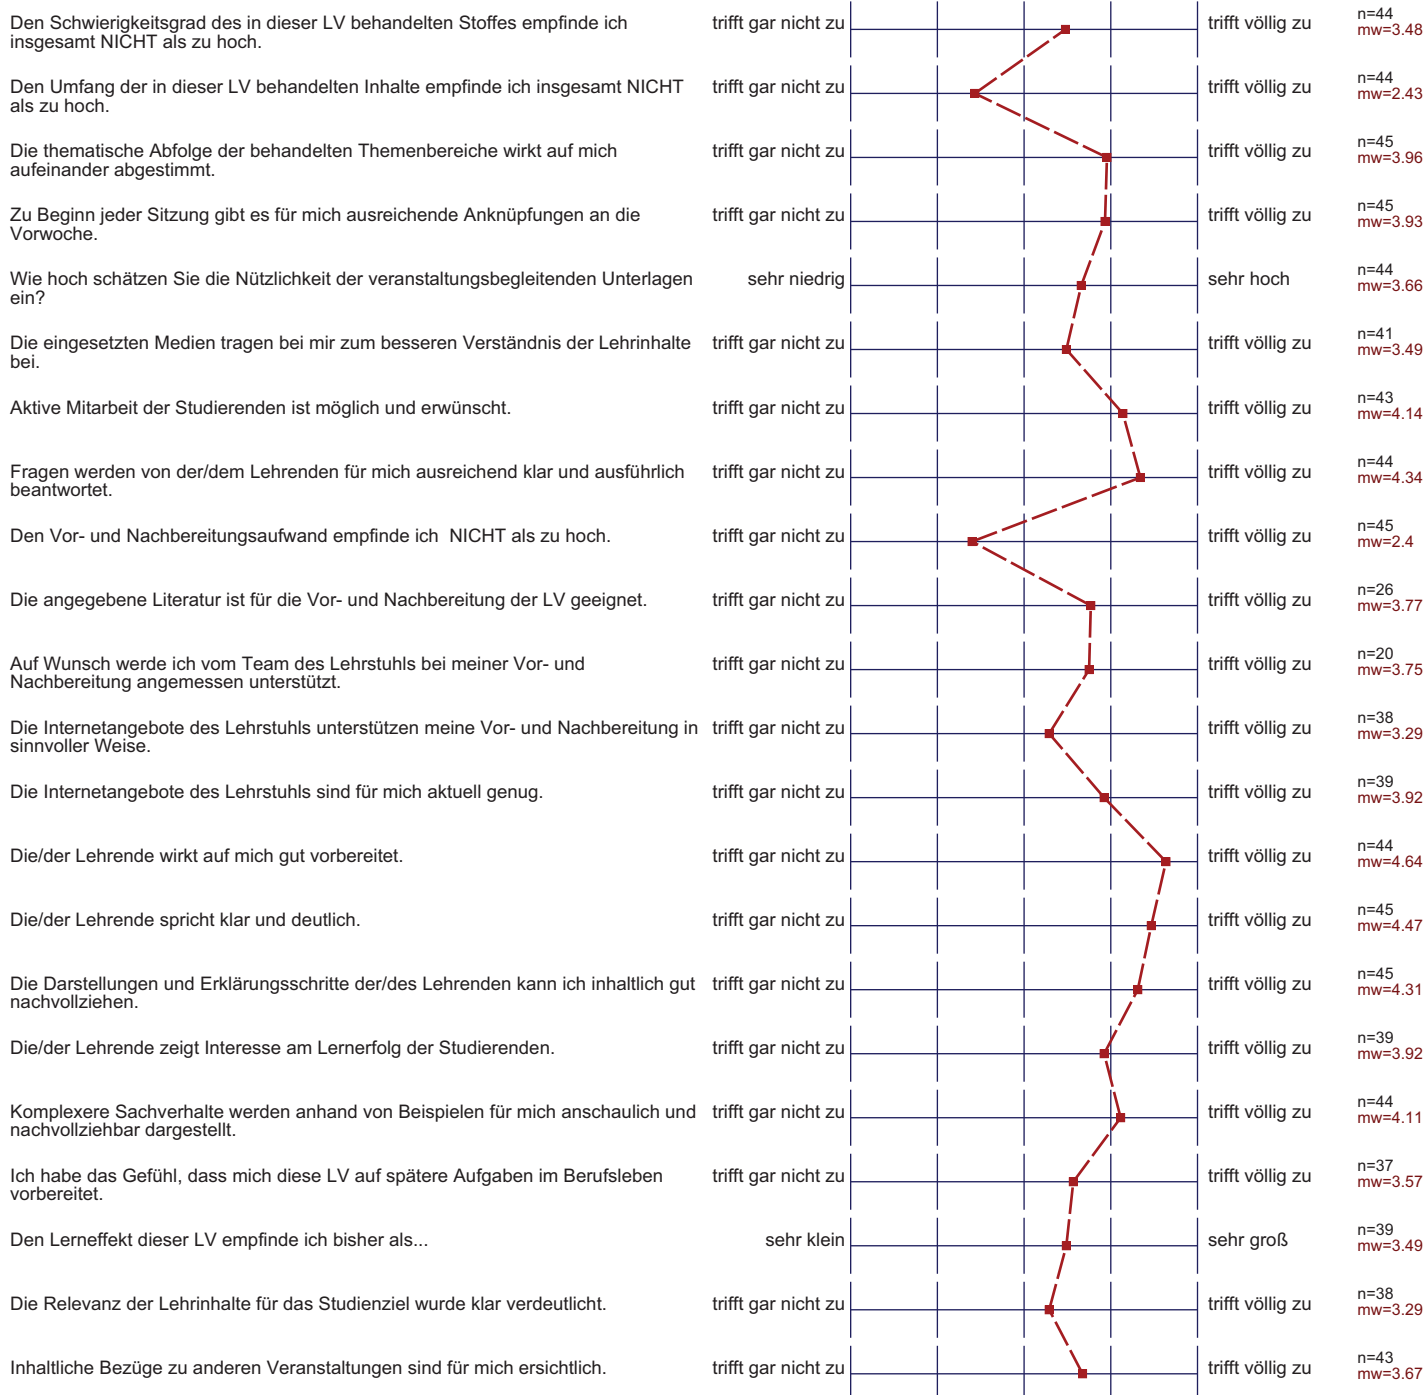 Den Schwierigkeitsgrad des in dieser LV behandelten Stoffes empfinde ich
insgesamt NICHT als zu hoch.
trifft gar nicht zu
trifft völlig zu
n=44
mw=3.48
Den Umfang der in dieser LV behandelten Inhalte empfinde ich insgesamt NICHT
als zu hoch.
trifft gar nicht zu
trifft völlig zu
n=44
mw=2.43
Die thematische Abfolge der behandelten Themenbereiche wirkt auf mich
aufeinander abgestimmt.
trifft gar nicht zu
trifft völlig zu
n=45
mw=3.96
Zu Beginn jeder Sitzung gibt es für mich ausreichende Anknüpfungen an die
Vorwoche.
trifft gar nicht zu
trifft völlig zu
n=45
mw=3.93
Wie hoch schätzen Sie die Nützlichkeit der veranstaltungsbegleitenden Unterlagen
ein?
sehr niedrig
sehr hoch
n=44
mw=3.66
Die eingesetzten Medien tragen bei mir zum besseren Verständnis der Lehrinhalte
bei.
trifft gar nicht zu
trifft völlig zu
n=41
mw=3.49
Aktive Mitarbeit der Studierenden ist möglich und erwünscht.
trifft gar nicht zu
trifft völlig zu
n=43
mw=4.14
Fragen werden von der/dem Lehrenden für mich ausreichend klar und ausführlich
beantwortet.
trifft gar nicht zu
trifft völlig zu
n=44
mw=4.34
Den Vor- und Nachbereitungsaufwand empfinde ich  NICHT als zu hoch.
trifft gar nicht zu
trifft völlig zu
n=45
mw=2.4
Die angegebene Literatur ist für die Vor- und Nachbereitung der LV geeignet.
trifft gar nicht zu
trifft völlig zu
n=26
mw=3.77
Auf Wunsch werde ich vom Team des Lehrstuhls bei meiner Vor- und
Nachbereitung angemessen unterstützt.
trifft gar nicht zu
trifft völlig zu
n=20
mw=3.75
Die Internetangebote des Lehrstuhls unterstützen meine Vor- und Nachbereitung in
sinnvoller Weise.
trifft gar nicht zu
trifft völlig zu
n=38
mw=3.29
Die Internetangebote des Lehrstuhls sind für mich aktuell genug.
trifft gar nicht zu
trifft völlig zu
n=39
mw=3.92
Die/der Lehrende wirkt auf mich gut vorbereitet.
trifft gar nicht zu
trifft völlig zu
n=44
mw=4.64
Die/der Lehrende spricht klar und deutlich.
trifft gar nicht zu
trifft völlig zu
n=45
mw=4.47
Die Darstellungen und Erklärungsschritte der/des Lehrenden kann ich inhaltlich gut
nachvollziehen.
trifft gar nicht zu
trifft völlig zu
n=45
mw=4.31
Die/der Lehrende zeigt Interesse am Lernerfolg der Studierenden.
trifft gar nicht zu
trifft völlig zu
n=39
mw=3.92
Komplexere Sachverhalte werden anhand von Beispielen für mich anschaulich und
nachvollziehbar dargestellt.
trifft gar nicht zu
trifft völlig zu
n=44
mw=4.11
Ich habe das Gefühl, dass mich diese LV auf spätere Aufgaben im Berufsleben
vorbereitet.
trifft gar nicht zu
trifft völlig zu
n=37
mw=3.57
Den Lerneffekt dieser LV empfinde ich bisher als...
sehr klein
sehr groß
n=39
mw=3.49
Die Relevanz der Lehrinhalte für das Studienziel wurde klar verdeutlicht.
trifft gar nicht zu
trifft völlig zu
n=38
mw=3.29
Inhaltliche Bezüge zu anderen Veranstaltungen sind für mich ersichtlich.
trifft gar nicht zu
trifft völlig zu
n=43
mw=3.67